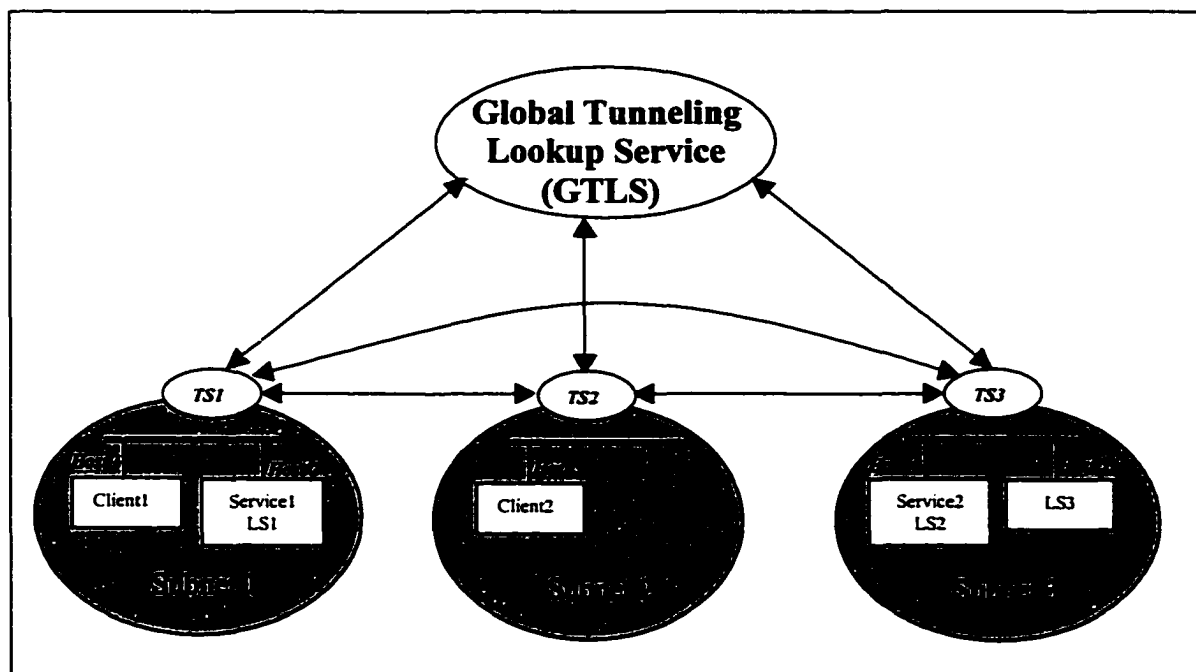 Global Tunneling
Lookup Service
(GTLS)
TS1
TS2
TS3
Client1
Service1
LS1
Client2
Service2
LS2
LS3